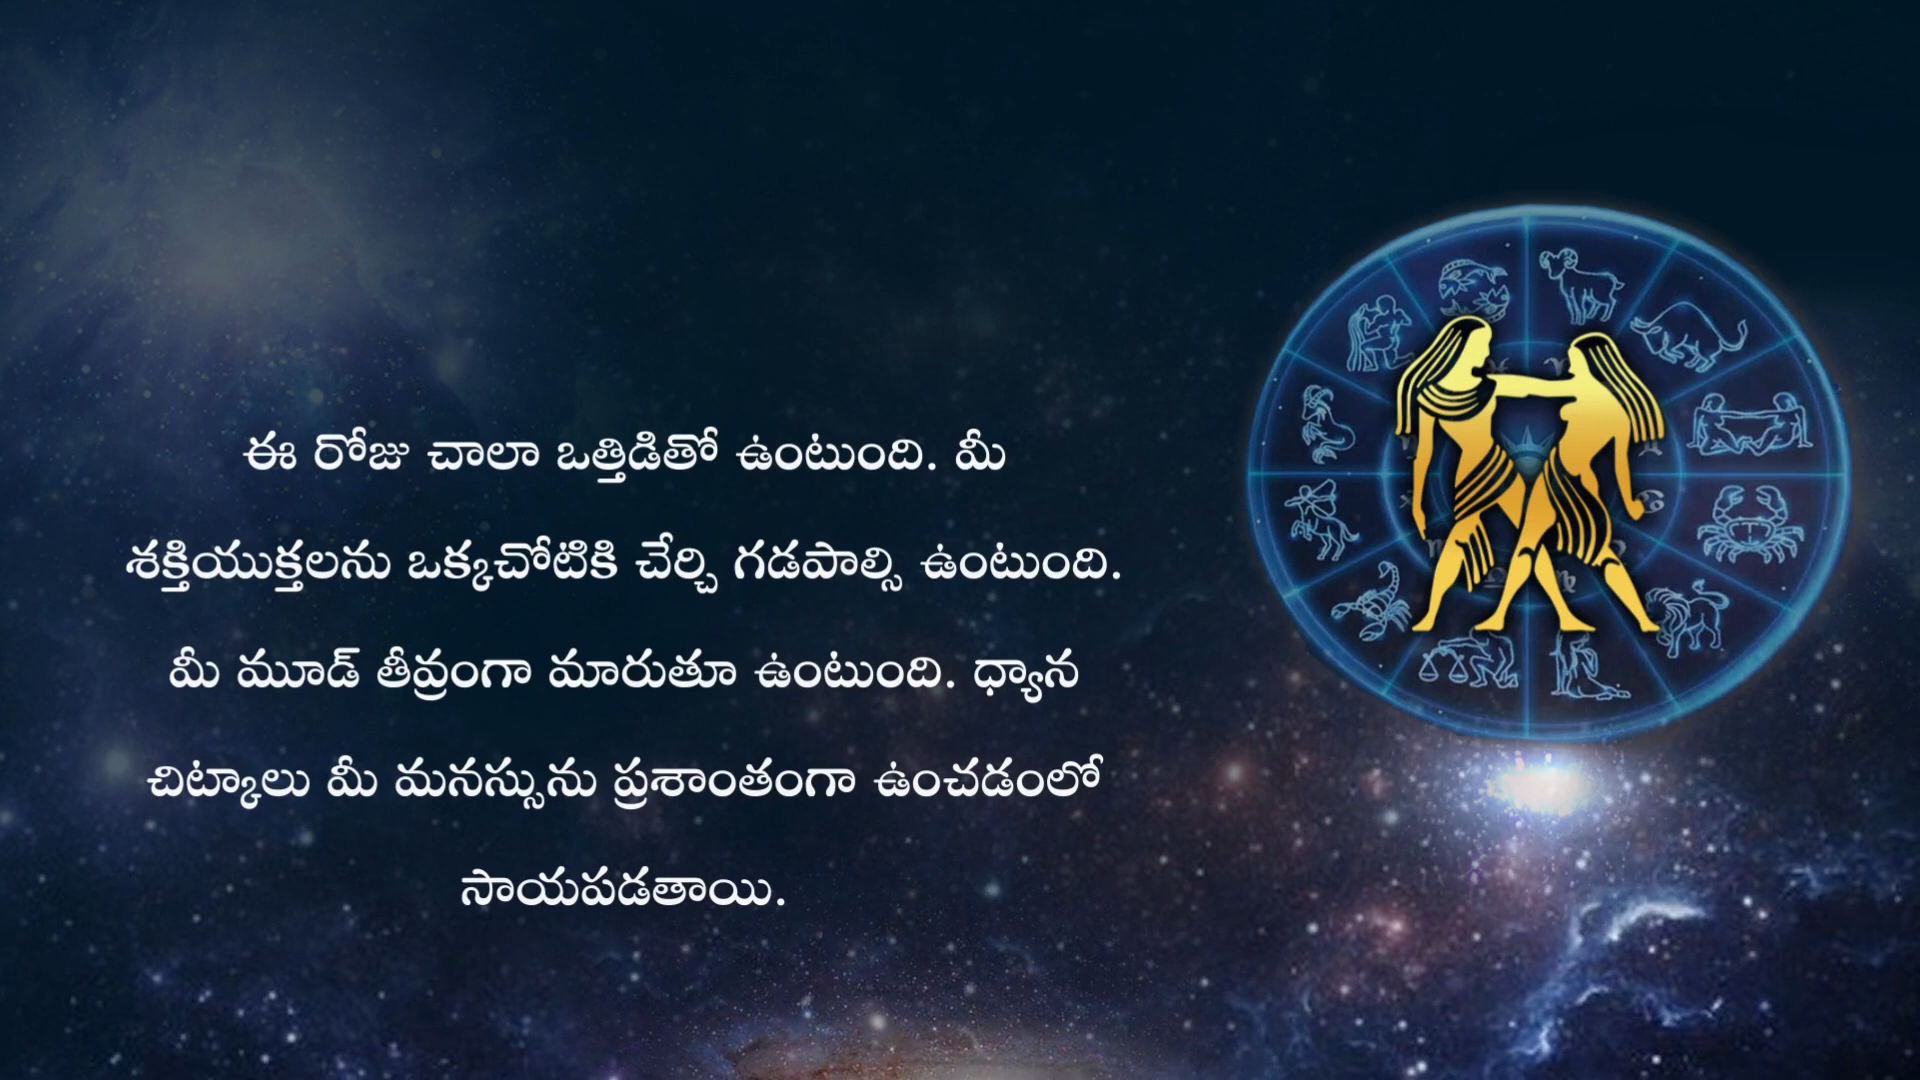 ఈ రోజు చాలా ఒత్తిడితో ఉంటుంది. మీ
శక్తియుక్తలను ఒక్కచోటికి చేర్చి గడపాల్సి ఉంటుంది.
మీ మూడ్ తీవ్రంగా మారుతూ ఉంటుంది. ధ్యాన
చిట్కాలు మీ మనస్సును ప్రశాంతంగా ఉంచడంలో
సాయపడతాయి.